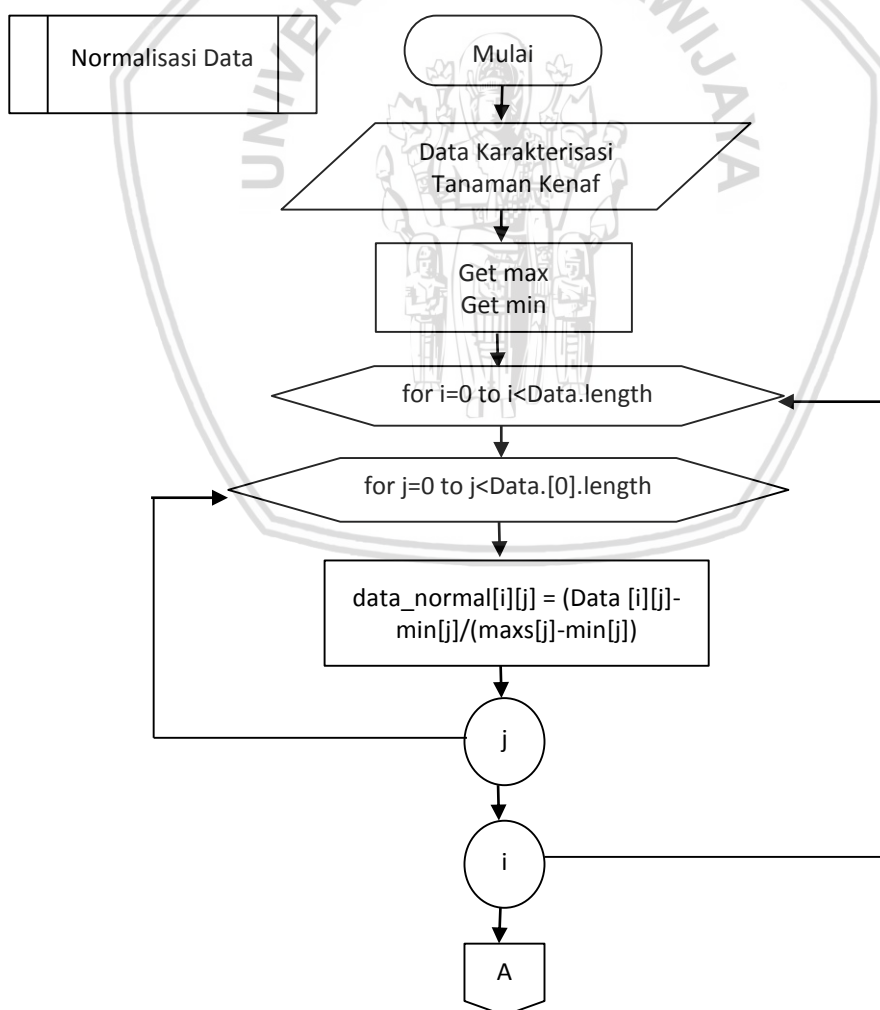 Normalisasi Data
Mulai
Data Karakterisasi
Tanaman Kenaf
Get max
Get min
for i=0 to i<Data.length
for j=0 to j<Data.[0].length
data_normal[i][j] = (Data [i][j]-
min[j]/(maxs[j]-min[j])
j
i
A